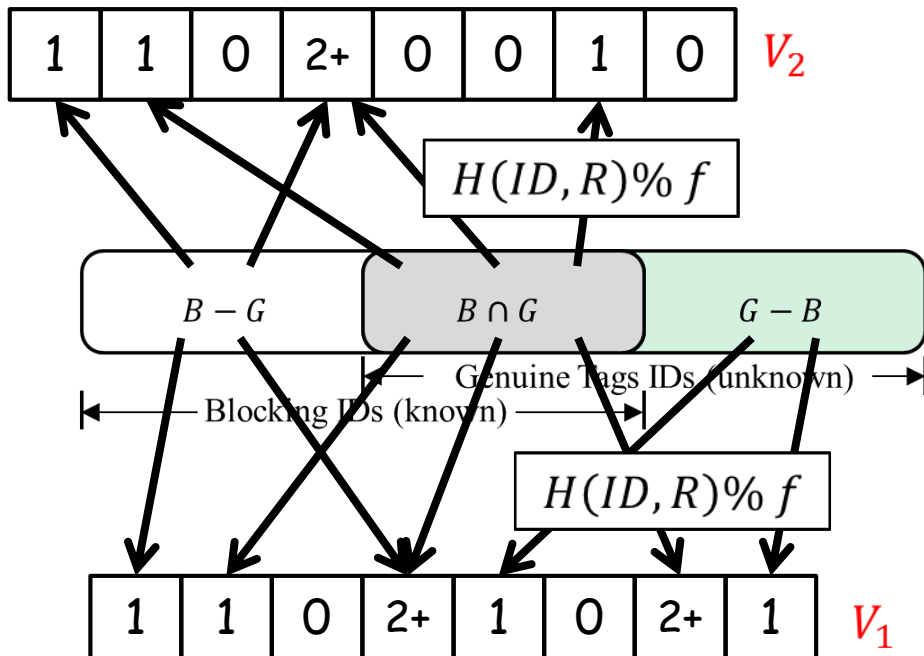 1 1 0 2+ 0 0 1 0 V₂
H(ID, R)% f
B − G B ∩ G G − B
Genuine Tags IDs (unknown)
Blocking IDs (known)
H(ID, R)% f
1 1 0 2+ 1 0 2+ 1 V₁